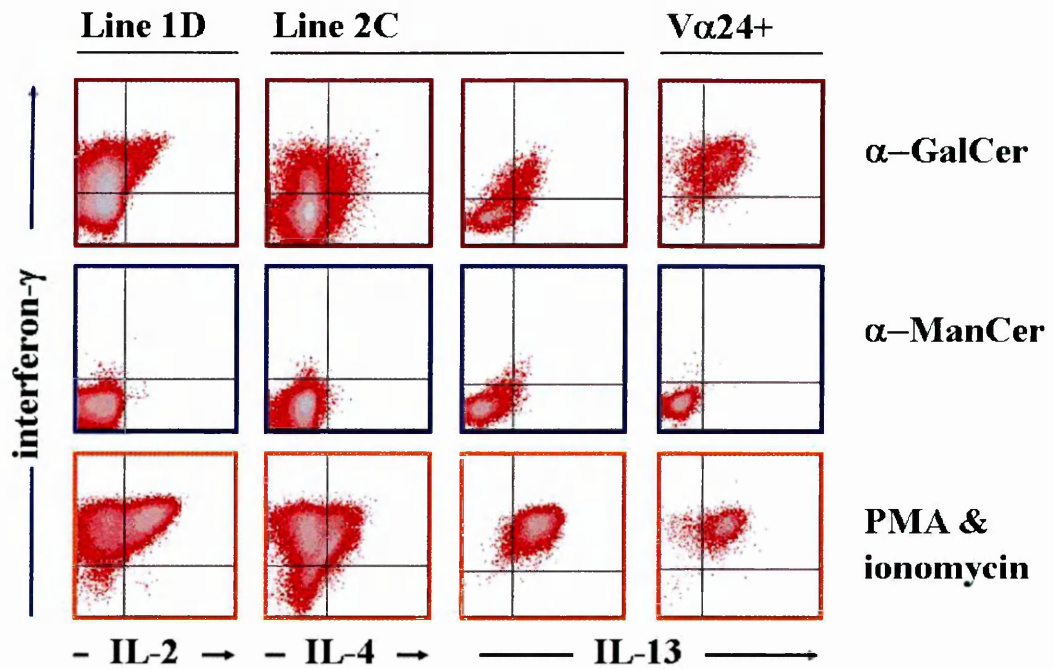 Line 1D Line 2C Vα24+
α–GalCer
α–ManCer
interferon-γ
PMA &
ionomycin
– IL-2 → – IL-4 → IL-13 →